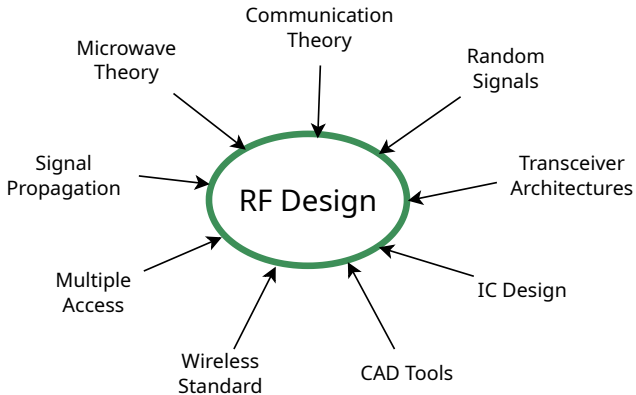 Communication
Theory
Microwave
Theory
Random
Signals
Signal
Propagation
Transceiver
Architectures
RF Design
Multiple
Access
IC Design
Wireless
Standard
CAD Tools